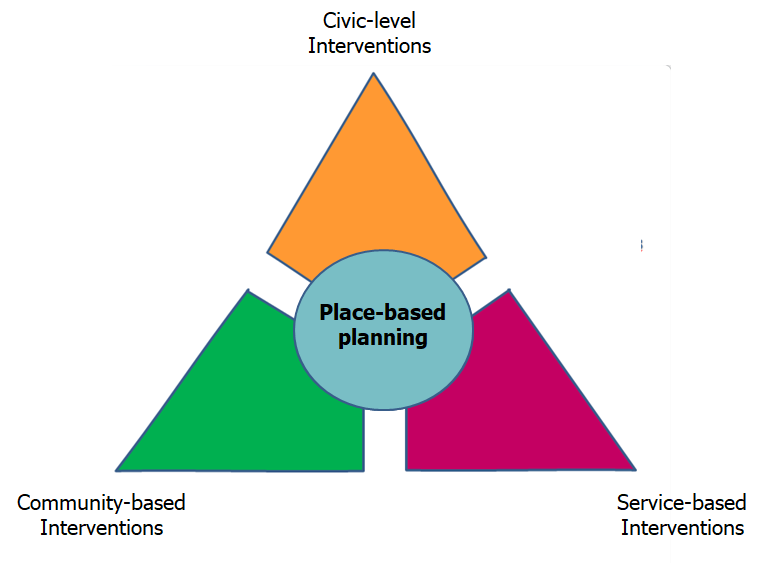 Civic-level
Interventions
Place-based
planning
Community-based
Interventions
Service-based
Interventions